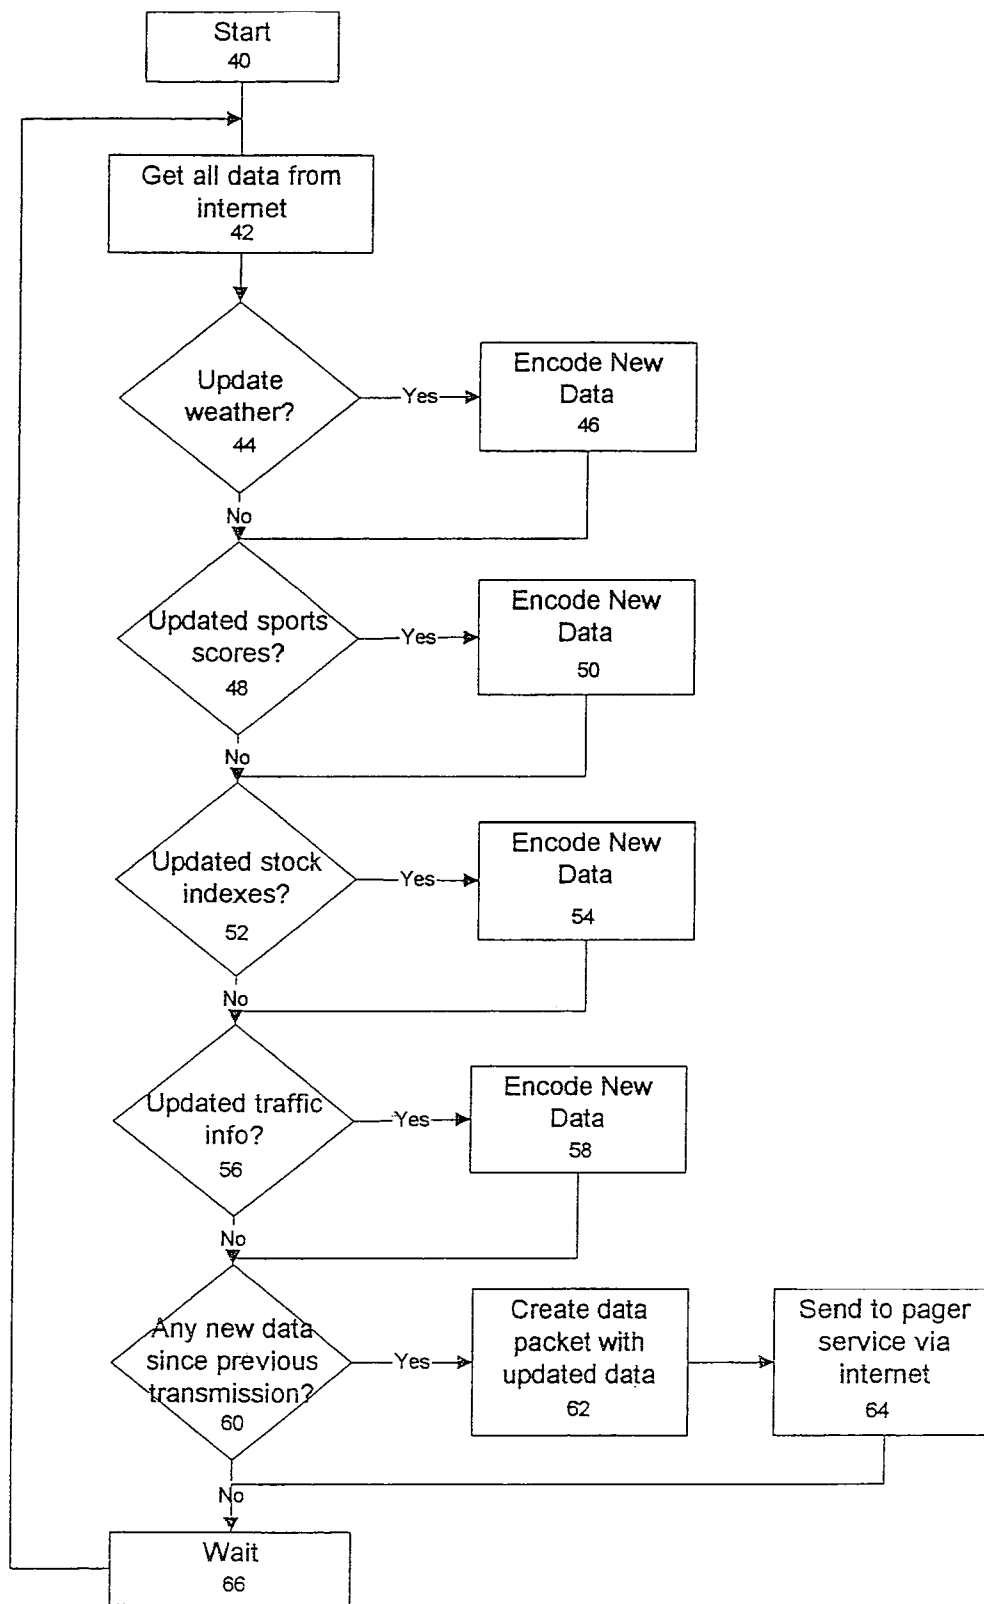 Start
40
Get all data from
internet
42
Update
weather?
44
Yes
Encode New
Data
46
No
Updated sports
scores?
48
Yes
Encode New
Data
50
No
Updated stock
indexes?
52
Yes
Encode New
Data
54
No
Updated traffic
info?
56
Yes
Encode New
Data
58
No
Any new data
since previous
transmission?
60
Yes
Create data
packet with
updated data
62
Send to pager
service via
internet
64
No
Wait
66